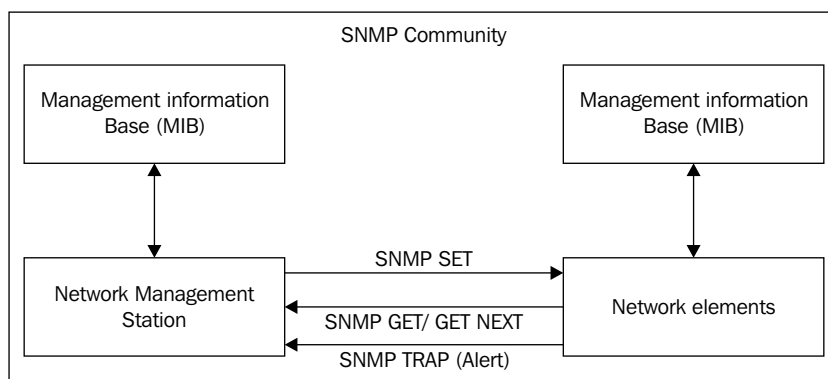 SNMP Community
Management information
Base (MIB)
Management information
Base (MIB)
SNMP SET
Network Management
Station
Network elements
SNMP GET/ GET NEXT
SNMP TRAP (Alert)